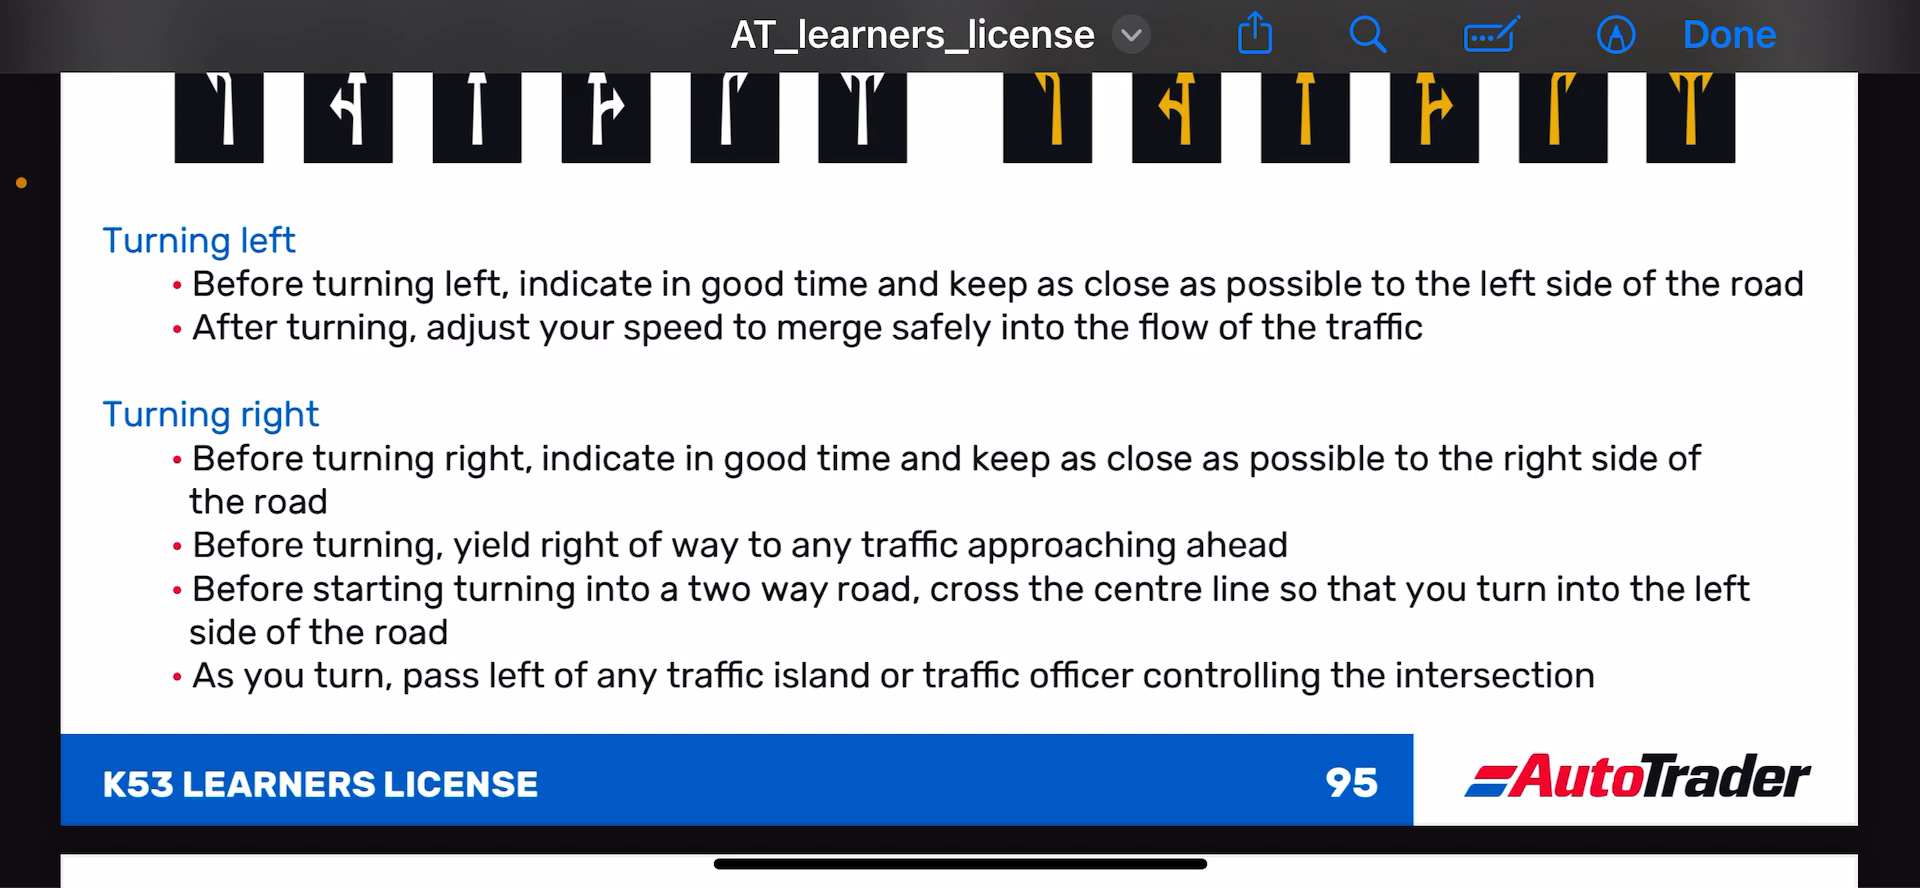 AT_learners_license
Done
Turning left
• Before turning left, indicate in good time and keep as close as possible to the left side of the road
• After turning, adjust your speed to merge safely into the flow of the traffic
Turning right
• Before turning right, indicate in good time and keep as close as possible to the right side of
the road
• Before turning, yield right of way to any traffic approaching ahead
• Before starting turning into a two way road, cross the centre line so that you turn into the left
side of the road
• As you turn, pass left of any traffic island or traffic officer controlling the intersection
K53 LEARNERS LICENSE
95
AutoTrader